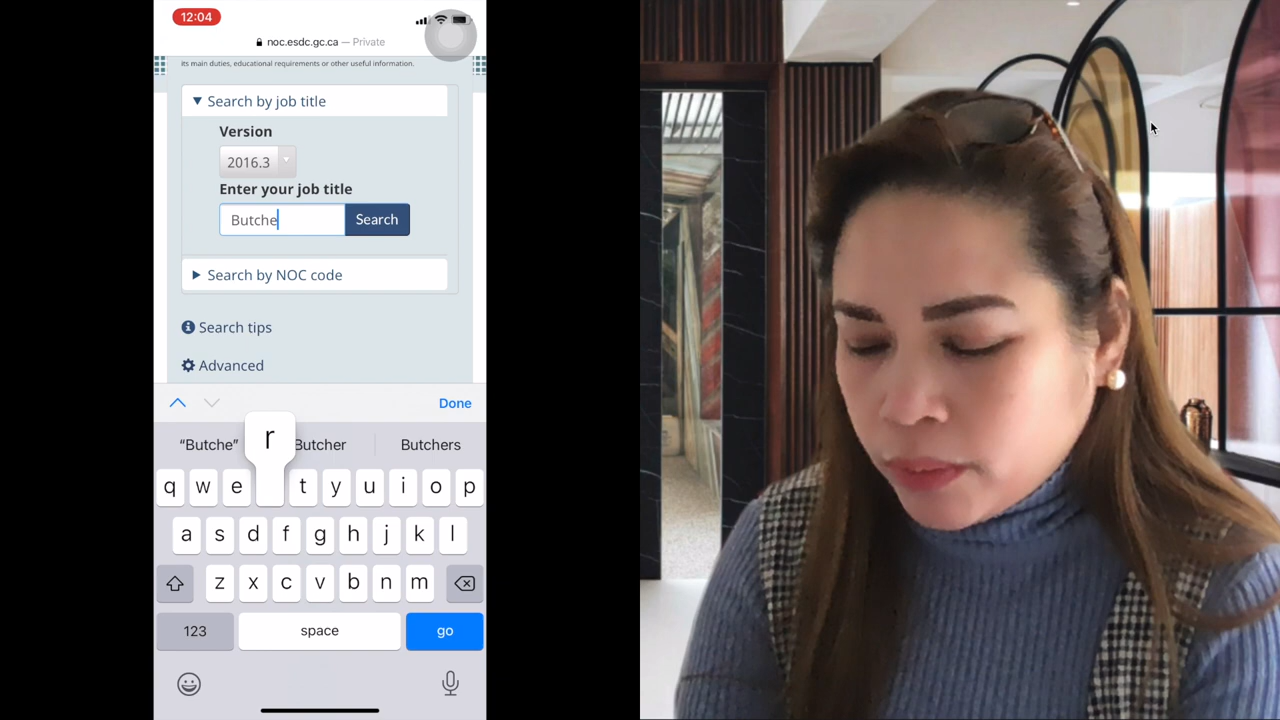 12:04
noc.esdc.gc.ca — Private
its main duties, educational requirements or other useful information.
Search by job title
Version
2016.3
Enter your job title
Butche
Search
Search by NOC code
Search tips
Advanced
Done
"Butche" Butcher Butchers
r
q w e t y u i o p
a s d f g h j k l
z x c v b n m
123 space go